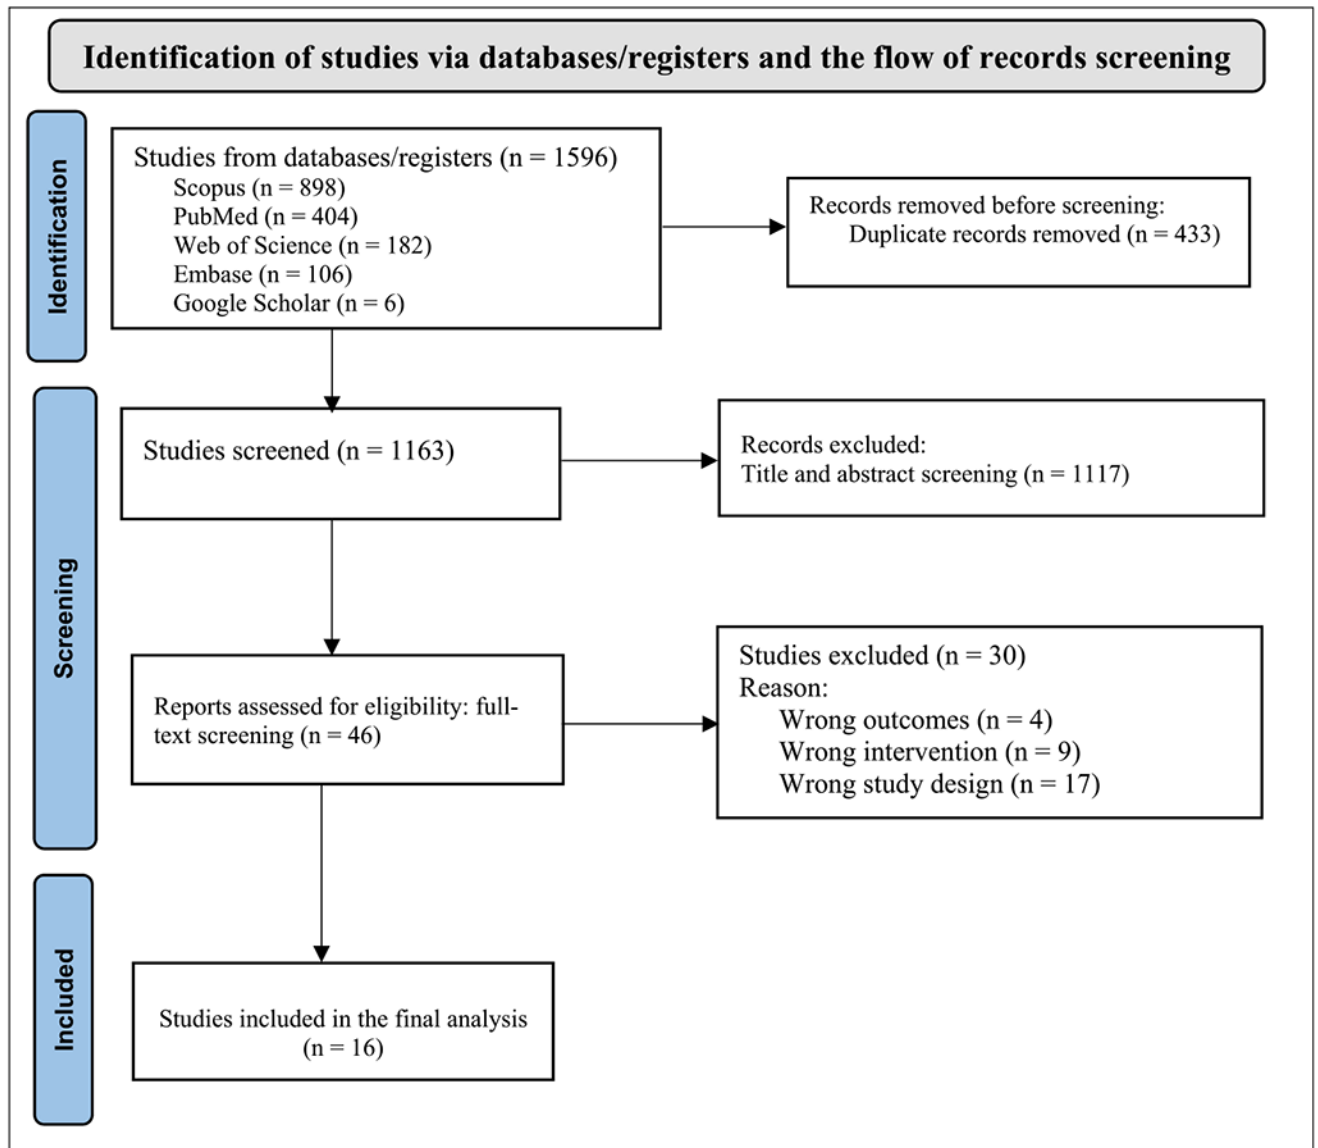 Identification of studies via databases/registers and the flow of records screening
Identification
Studies from databases/registers (n = 1596)
Scopus (n = 898)
PubMed (n = 404)
Web of Science (n = 182)
Embase (n = 106)
Google Scholar (n = 6)
Records removed before screening:
Duplicate records removed (n = 433)
Screening
Studies screened (n = 1163)
Records excluded:
Title and abstract screening (n = 1117)
Reports assessed for eligibility: full-
text screening (n = 46)
Studies excluded (n = 30)
Reason:
Wrong outcomes (n = 4)
Wrong intervention (n = 9)
Wrong study design (n = 17)
Included
Studies included in the final analysis
(n = 16)